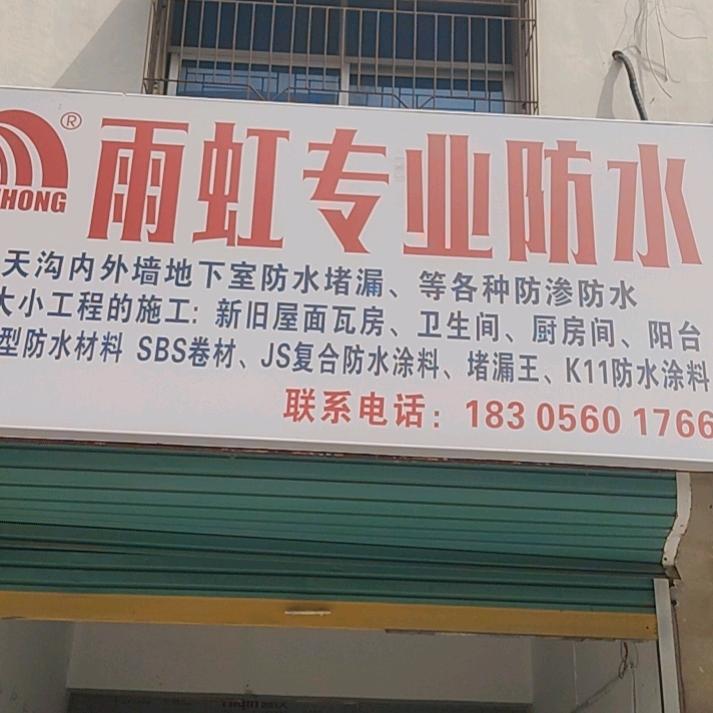 ®
HONG
雨虹专业防水
天沟内外墙地下室防水堵漏、等各种防渗防水
大小工程的施工：新旧屋面瓦房、卫生间、厨房间、阳台
型防水材料 SBS卷材、JS复合防水涂料、堵漏王、K11防水涂料
联系电话：183 0560 1766